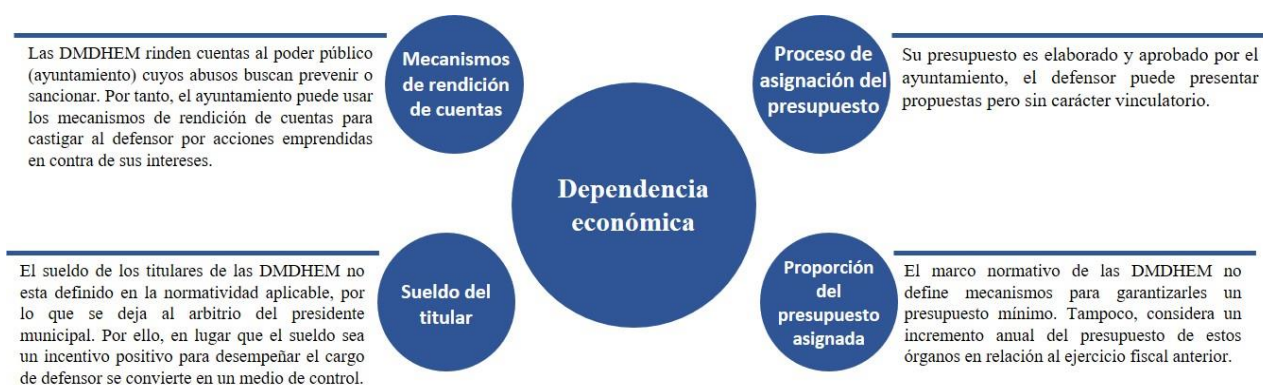 Las DMDHEM rinden cuentas al poder público
(ayuntamiento) cuyos abusos buscan prevenir o
sancionar. Por tanto, el ayuntamiento puede usar
los mecanismos de rendición de cuentas para
castigar al defensor por acciones emprendidas
en contra de sus intereses.
Mecanismos
de rendición
de cuentas
Proceso de
asignación del
presupuesto
Su presupuesto es elaborado y aprobado por el
ayuntamiento, el defensor puede presentar
propuestas pero sin carácter vinculatorio.
Dependencia
económica
El sueldo de los titulares de las DMDHEM no
esta definido en la normatividad aplicable, por
lo que se deja al arbitrio del presidente
municipal. Por ello, en lugar que el sueldo sea
un incentivo positivo para desempeñar el cargo
de defensor se convierte en un medio de control.
Sueldo del
titular
Proporción
del
presupuesto
asignada
El marco normativo de las DMDHEM no
define mecanismos para garantizarles un
presupuesto mínimo. Tampoco, considera un
incremento anual del presupuesto de estos
órganos en relación al ejercicio fiscal anterior.